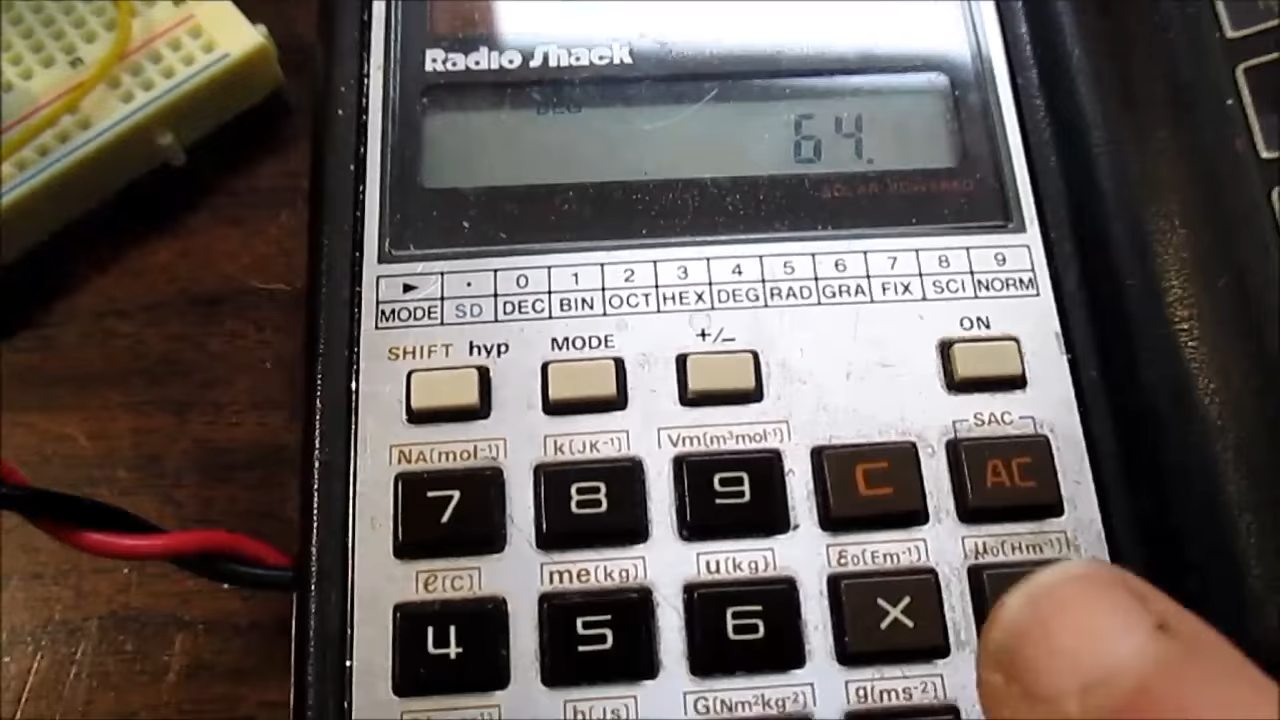 Radio Shack
DEG
64.
SOLAR POWERED
▶ · 0 1 2 3 4 5 6 7 8 9
MODE SD DEC BIN OCT HEX DEG RAD GRA FIX SCI NORM
SHIFT hyp MODE +/− ON
SAC
NA(mol⁻¹) k(JK⁻¹) Vm(m³mol⁻¹)
7 8 9 C AC
e(C) me(kg) u(kg) ε₀(Fm⁻¹) μ₀(Hm⁻¹)
4 5 6 ×
h(Js) G(Nm²kg⁻²) g(ms⁻²)